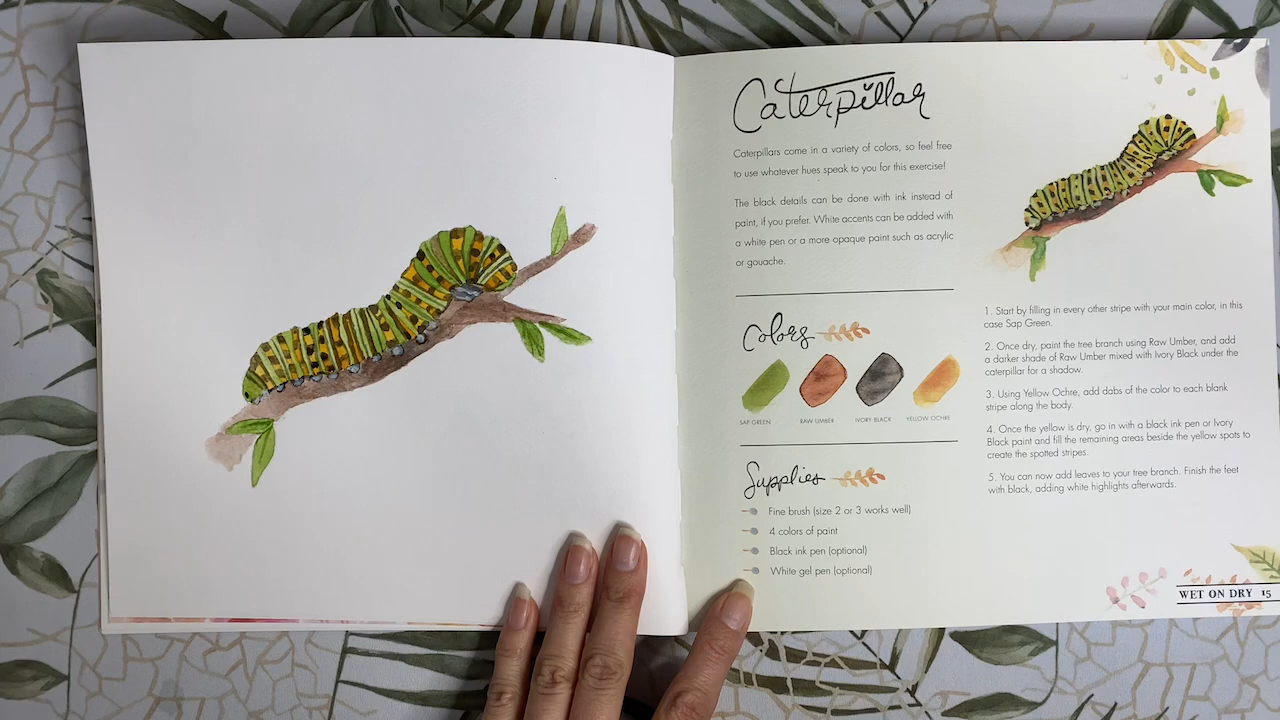 Caterpillar
Caterpillars come in a variety of colors, so feel free
to use whatever hues speak to you for this exercise!
The black details can be done with ink instead of
paint, if you prefer. White accents can be added with
a white pen or a more opaque paint such as acrylic
or gouache.
Colors
SAP GREEN RAW UMBER IVORY BLACK YELLOW OCHRE
Supplies
Fine brush (size 2 or 3 works well)
4 colors of paint
Black ink pen (optional)
White gel pen (optional)
1. Start by filling in every other stripe with your main color, in this
case Sap Green.
2. Once dry, paint the tree branch using Raw Umber, and add
a darker shade of Raw Umber mixed with Ivory Black under the
caterpillar for a shadow.
3. Using Yellow Ochre, add dabs of the color to each blank
stripe along the body.
4. Once the yellow is dry, go in with a black ink pen or Ivory
Black paint and fill the remaining areas beside the yellow spots to
create the spotted stripes.
5. You can now add leaves to your tree branch. Finish the feet
with black, adding white highlights afterwards.
WET ON DRY 15